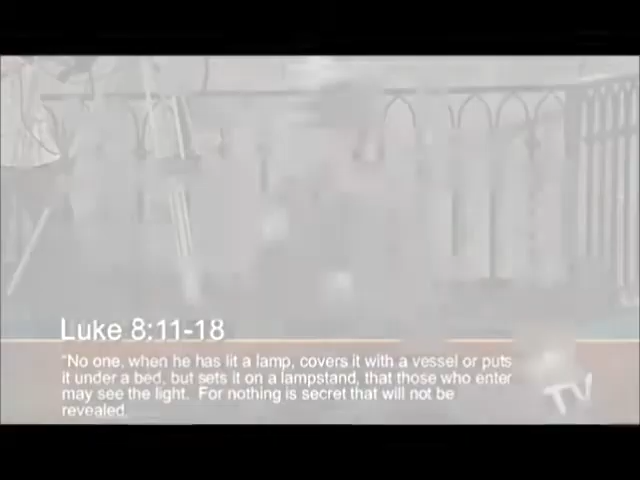 Luke 8:11-18
"No one, when he has lit a lamp, covers it with a vessel or puts
it under a bed, but sets it on a lampstand, that those who enter
may see the light.  For nothing is secret that will not be
revealed.
TV